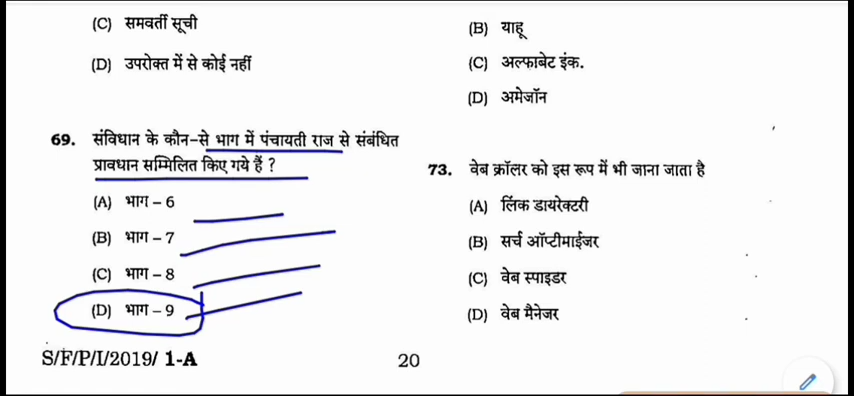 (C) समवर्ती सूची
(D) उपरोक्त में से कोई नहीं
69. संविधान के कौन-से भाग में पंचायती राज से संबंधित
प्रावधान सम्मिलित किए गये हैं ?
(A) भाग – 6
(B) भाग – 7
(C) भाग – 8
(D) भाग – 9
(B) याहू
(C) अल्फाबेट इंक.
(D) अमेजॉन
73. वेब क्रॉलर को इस रूप में भी जाना जाता है
(A) लिंक डायरेक्टरी
(B) सर्च ऑप्टीमाईजर
(C) वेब स्पाइडर
(D) वेब मैनेजर
S/F/P/I/2019/ 1-A
20